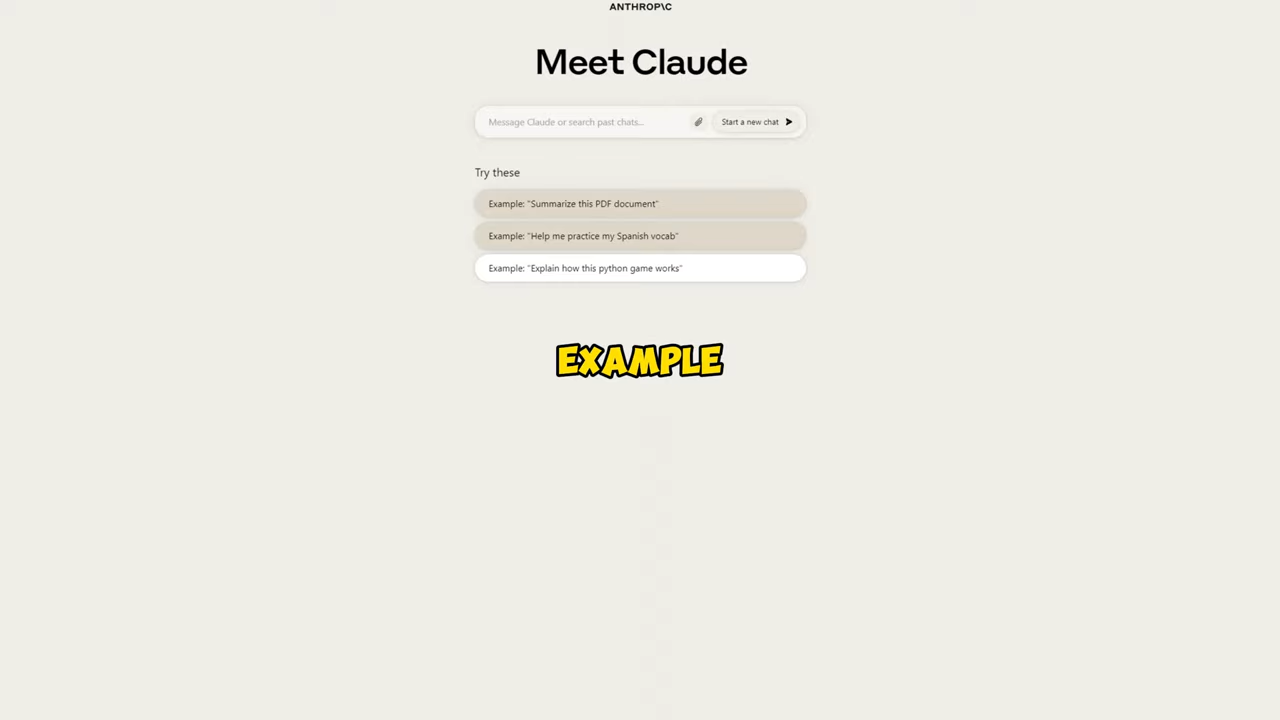 ANTHROP\C
Meet Claude
Message Claude or search past chats...
Start a new chat
Try these
Example: "Summarize this PDF document"
Example: "Help me practice my Spanish vocab"
Example: "Explain how this python game works"
EXAMPLE